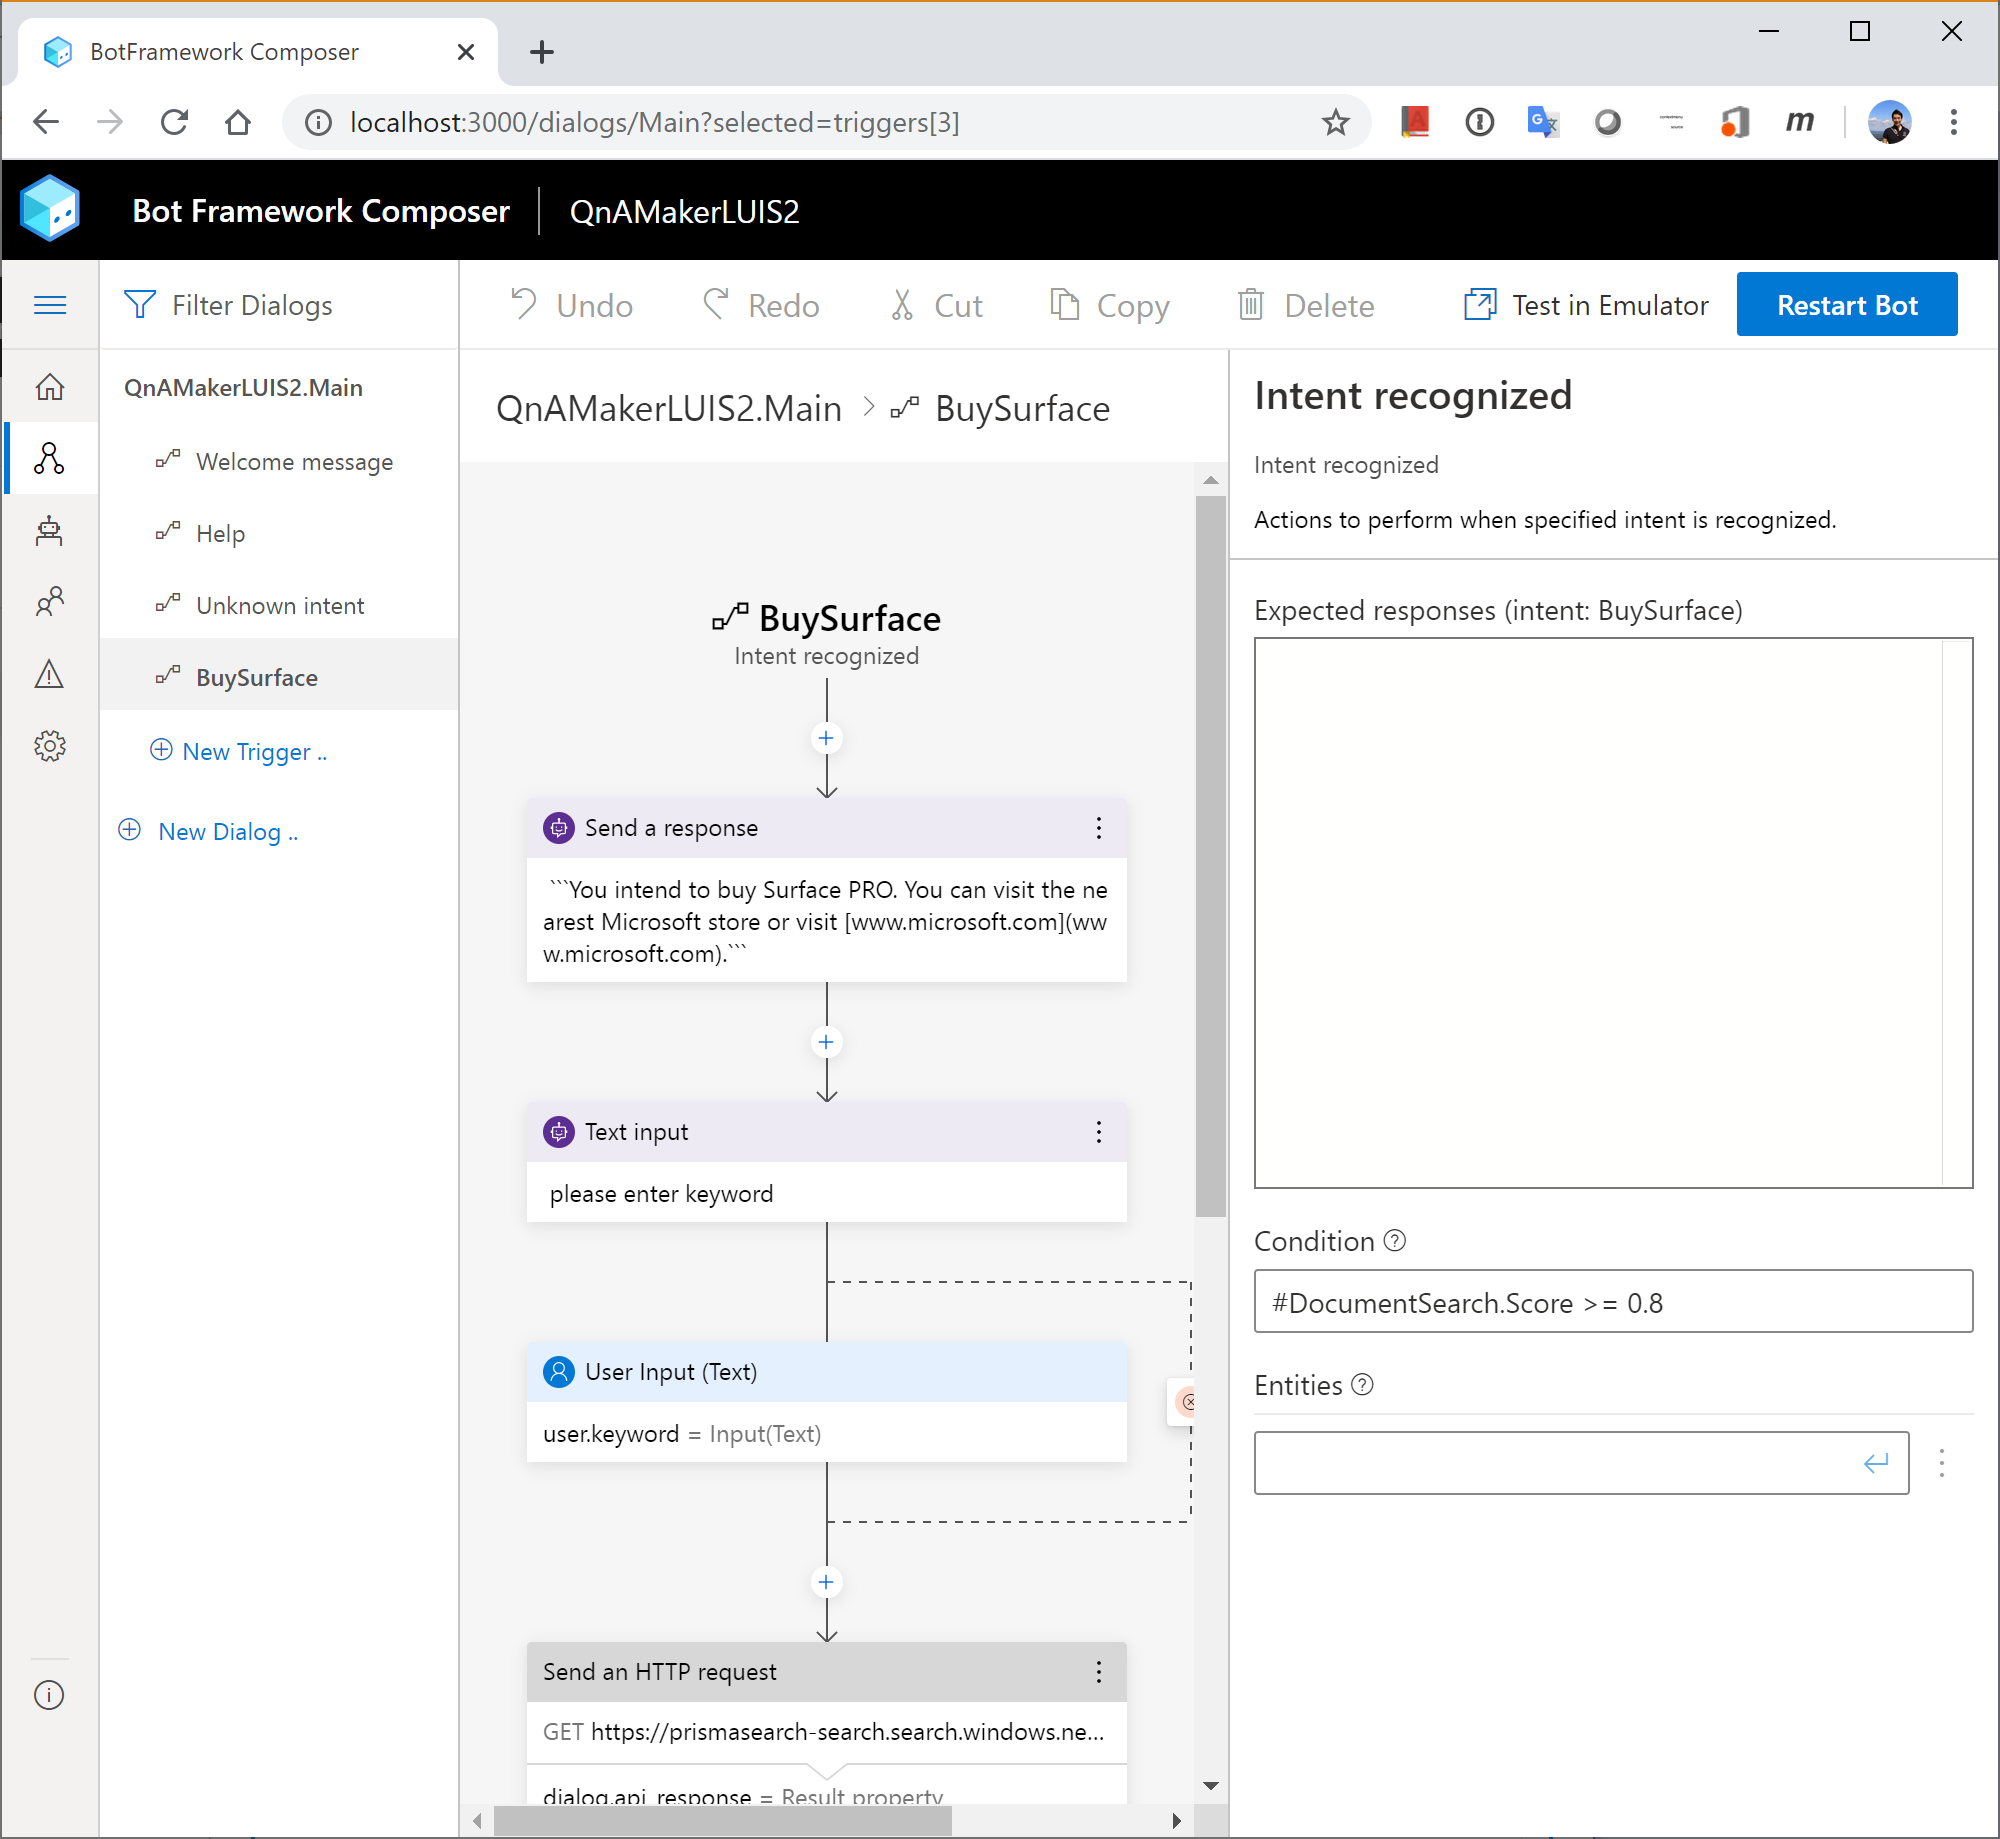 BotFramework Composer
localhost:3000/dialogs/Main?selected=triggers[3]
Bot Framework Composer
QnAMakerLUIS2
Filter Dialogs
Undo
Redo
Cut
Copy
Delete
Test in Emulator
Restart Bot
QnAMakerLUIS2.Main
Welcome message
Help
Unknown intent
BuySurface
New Trigger ..
New Dialog ..
QnAMakerLUIS2.Main > BuySurface
BuySurface
Intent recognized
Send a response
```You intend to buy Surface PRO. You can visit the ne
arest Microsoft store or visit [www.microsoft.com](ww
w.microsoft.com).```
Text input
please enter keyword
User Input (Text)
user.keyword = Input(Text)
Send an HTTP request
GET https://prismasearch-search.search.windows.ne...
dialog.api_response = Result property
Intent recognized
Intent recognized
Actions to perform when specified intent is recognized.
Expected responses (intent: BuySurface)
Condition
#DocumentSearch.Score >= 0.8
Entities